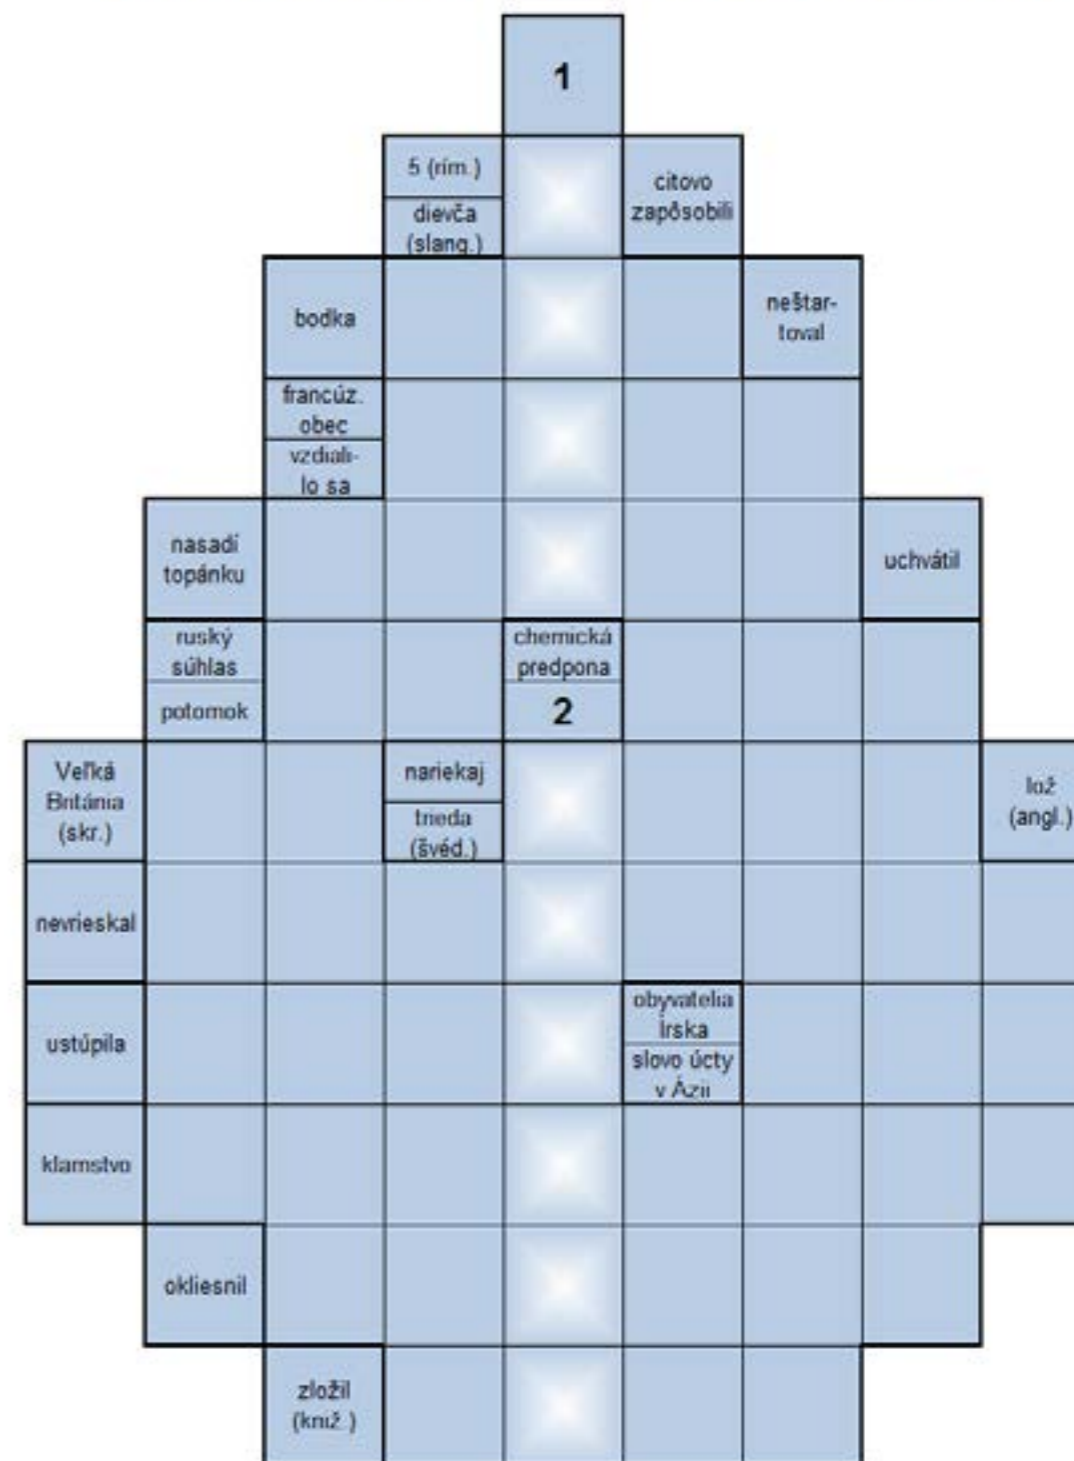 1
5 (rím.)
dievča
(slang.)
citovo
zapôsobili
bodka
neštar-
toval
francúz.
obec
vzdiali-
lo sa
nasadí
topánku
uchvátil
ruský
súhlas
potomok
chemická
predpona
2
Veľká
Británia
(skr.)
nariekaj
trieda
(švéd.)
lož
(angl.)
nevrieskal
ustúpila
obyvatelia
Írska
slovo úcty
v Ázii
klamstvo
okliesnil
zložil
(kniž.)